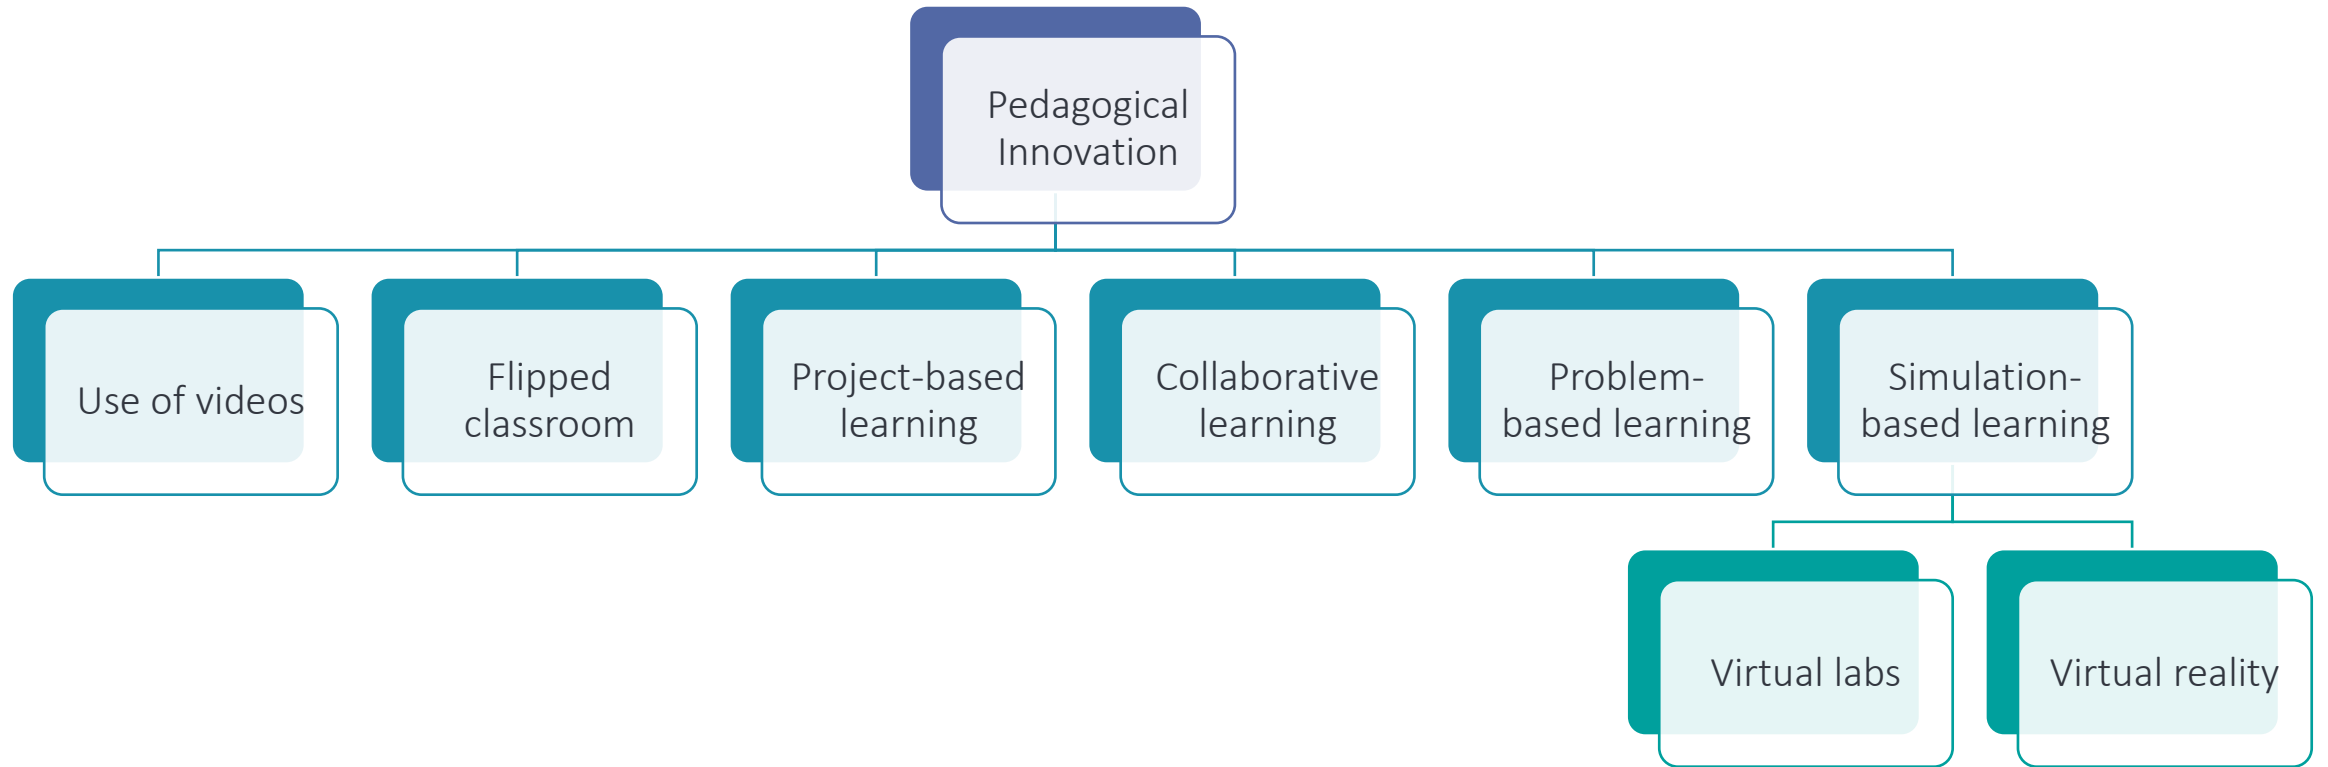 Pedagogical
Innovation
Use of videos
Flipped
classroom
Project-based
learning
Collaborative
learning
Problem-
based learning
Simulation-
based learning
Virtual labs
Virtual reality